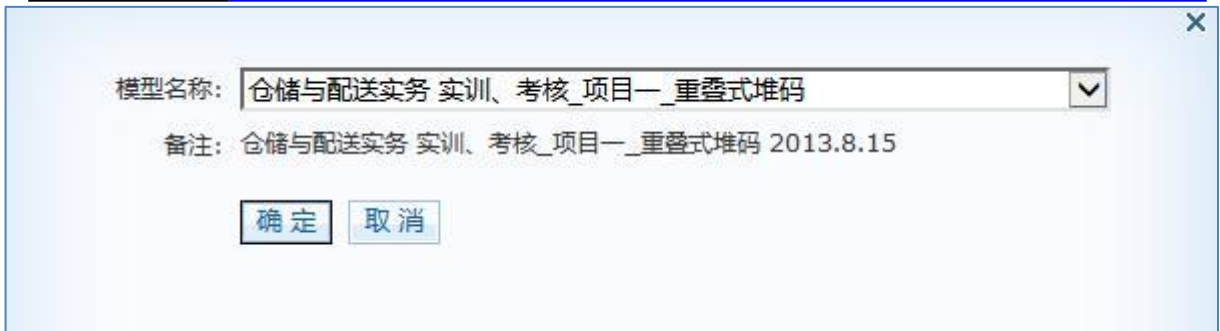 模型名称: 仓储与配送实务 实训、考核_项目一_重叠式堆码
备注: 仓储与配送实务 实训、考核_项目一_重叠式堆码 2013.8.15
确定 取消